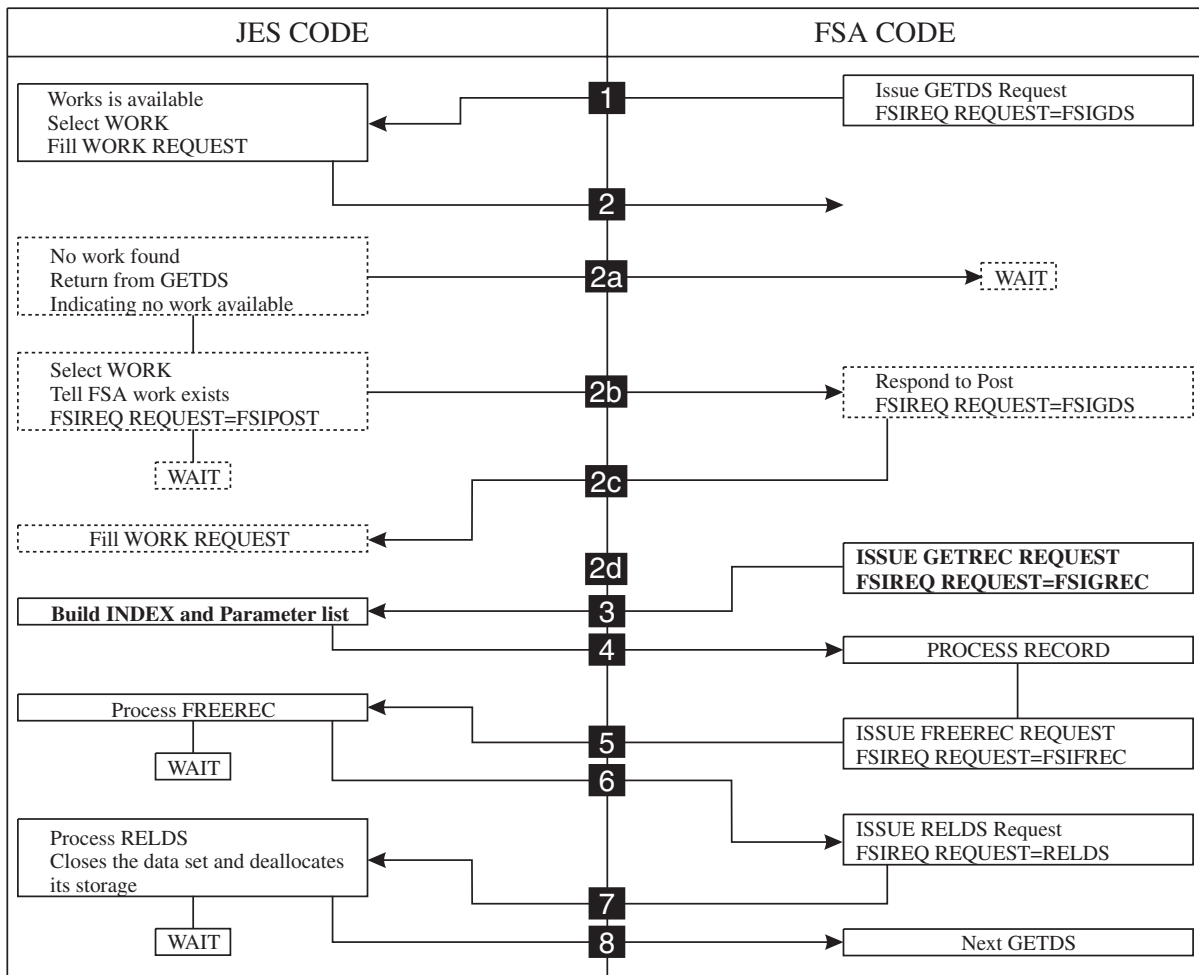 JES CODE
FSA CODE
Works is available
Select WORK
Fill WORK REQUEST
1
Issue GETDS Request
FSIREQ REQUEST=FSIGDS
2
No work found
Return from GETDS
Indicating no work available
2a
WAIT
Select WORK
Tell FSA work exists
FSIREQ REQUEST=FSIPOST
2b
Respond to Post
FSIREQ REQUEST=FSIGDS
WAIT
2c
Fill WORK REQUEST
2d
ISSUE GETREC REQUEST
FSIREQ REQUEST=FSIGREC
Build INDEX and Parameter list
3
4
PROCESS RECORD
Process FREEREC
5
ISSUE FREEREC REQUEST
FSIREQ REQUEST=FSIFREC
WAIT
6
Process RELDS
Closes the data set and deallocates
its storage
ISSUE RELDS Request
FSIREQ REQUEST=RELDS
7
WAIT
8
Next GETDS